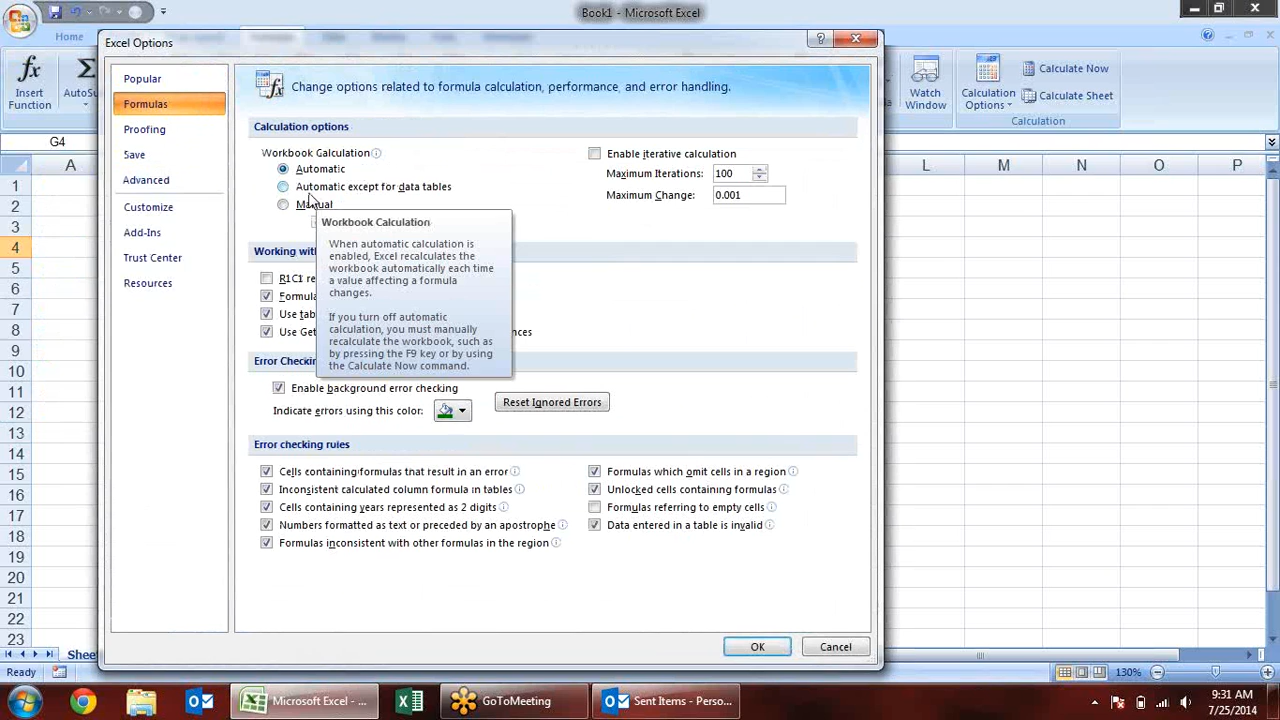 Book1 - Microsoft Excel
Home
Excel Options
Insert
Function
AutoSu
Popular
Formulas
Proofing
Save
Advanced
Customize
Add-Ins
Trust Center
Resources
Change options related to formula calculation, performance, and error handling.
Calculation options
Workbook Calculation
Automatic
Automatic except for data tables
Manual
Enable iterative calculation
Maximum Iterations: 100
Maximum Change: 0.001
Workbook Calculation
When automatic calculation is
enabled, Excel recalculates the
workbook automatically each time
a value affecting a formula
changes.
If you turn off automatic
calculation, you must manually
recalculate the workbook, such as
by pressing the F9 key or by using
the Calculate Now command.
Working with
R1C1 re
Formula
Use tab
Use Get
nces
Error Checkin
Enable background error checking
Indicate errors using this color:
Reset Ignored Errors
Error checking rules
Cells containing formulas that result in an error
Inconsistent calculated column formula in tables
Cells containing years represented as 2 digits
Numbers formatted as text or preceded by an apostrophe
Formulas inconsistent with other formulas in the region
Formulas which omit cells in a region
Unlocked cells containing formulas
Formulas referring to empty cells
Data entered in a table is invalid
OK
Cancel
Watch
Window
Calculation
Options
Calculate Now
Calculate Sheet
Calculation
G4
A
L
M
N
O
P
1
2
3
4
5
6
7
8
9
10
11
12
13
14
15
16
17
18
19
20
21
22
23
Sheet
Ready
130%
Microsoft Excel - ...
GoToMeeting
Sent Items - Perso...
9:31 AM
7/25/2014